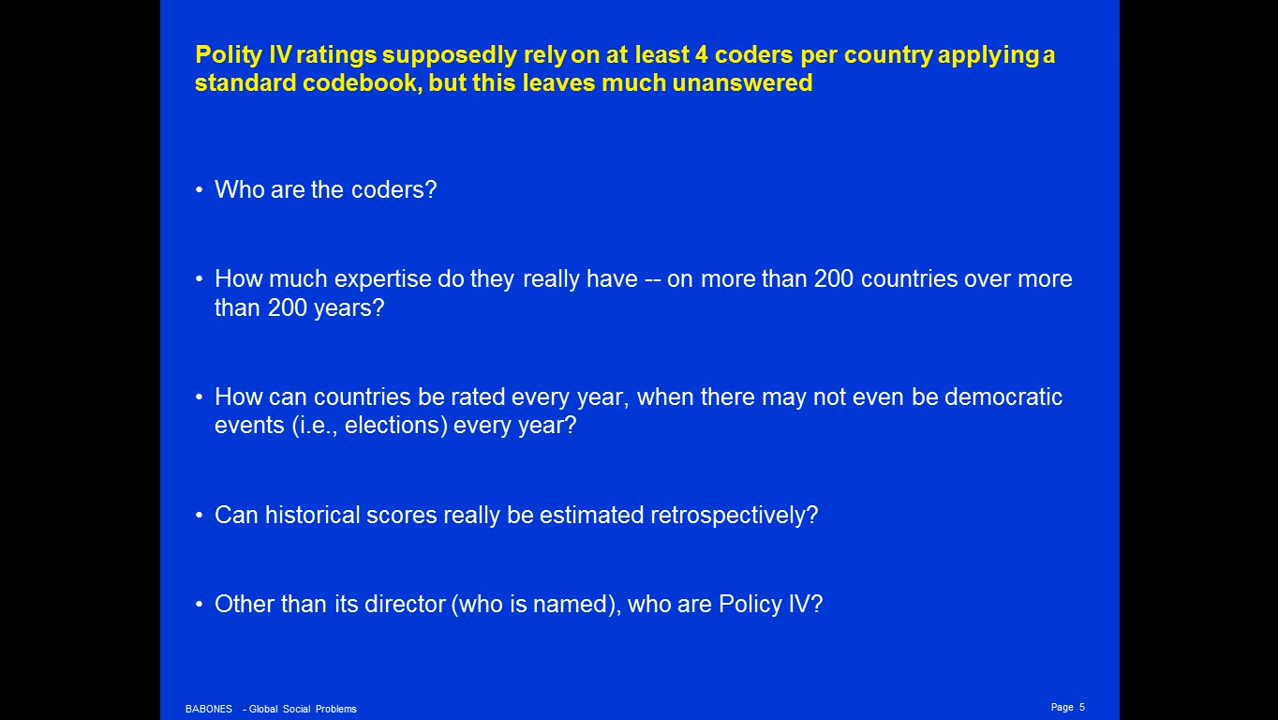 Polity IV ratings supposedly rely on at least 4 coders per country applying a
standard codebook, but this leaves much unanswered
• Who are the coders?
• How much expertise do they really have -- on more than 200 countries over more
than 200 years?
• How can countries be rated every year, when there may not even be democratic
events (i.e., elections) every year?
• Can historical scores really be estimated retrospectively?
• Other than its director (who is named), who are Policy IV?
BABONES - Global Social Problems
Page 5